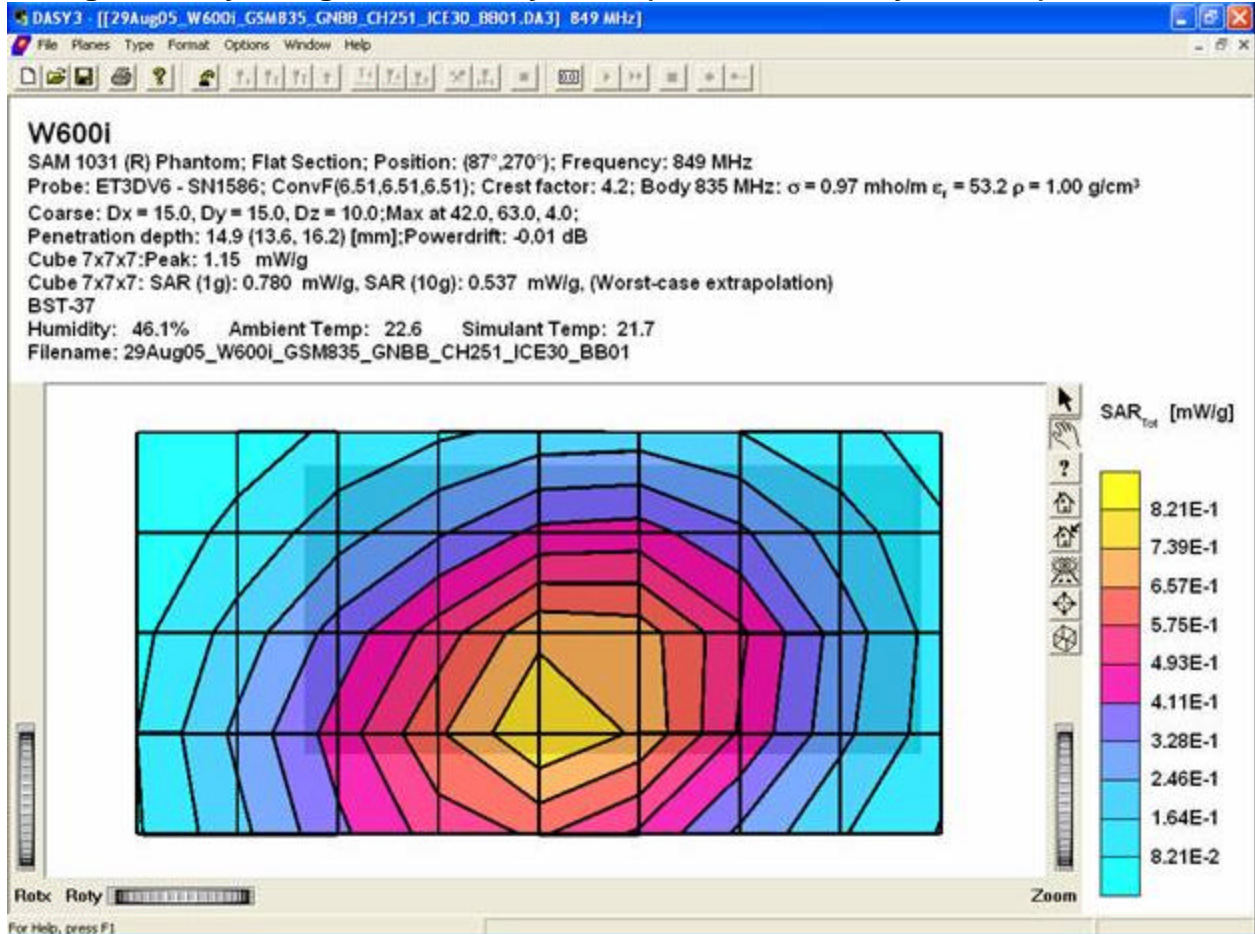 DASY3 - [[29Aug05_W600i_GSM835_GNBB_CH251_ICE30_BB01.DA3] 849 MHz]
File Planes Type Format Options Window Help
W600i
SAM 1031 (R) Phantom; Flat Section; Position: (87°,270°); Frequency: 849 MHz
Probe: ET3DV6 - SN1586; ConvF(6.51,6.51,6.51); Crest factor: 4.2; Body 835 MHz: σ = 0.97 mho/m εr = 53.2 ρ = 1.00 g/cm³
Coarse: Dx = 15.0, Dy = 15.0, Dz = 10.0;Max at 42.0, 63.0, 4.0;
Penetration depth: 14.9 (13.6, 16.2) [mm];Powerdrift: -0.01 dB
Cube 7x7x7:Peak: 1.15 mW/g
Cube 7x7x7: SAR (1g): 0.780 mW/g, SAR (10g): 0.537 mW/g, (Worst-case extrapolation)
BST-37
Humidity: 46.1% Ambient Temp: 22.6 Simulant Temp: 21.7
Filename: 29Aug05_W600i_GSM835_GNBB_CH251_ICE30_BB01
SARTot [mW/g]
8.21E-1
7.39E-1
6.57E-1
5.75E-1
4.93E-1
4.11E-1
3.28E-1
2.46E-1
1.64E-1
8.21E-2
Rotx Roty Zoom
For Help, press F1